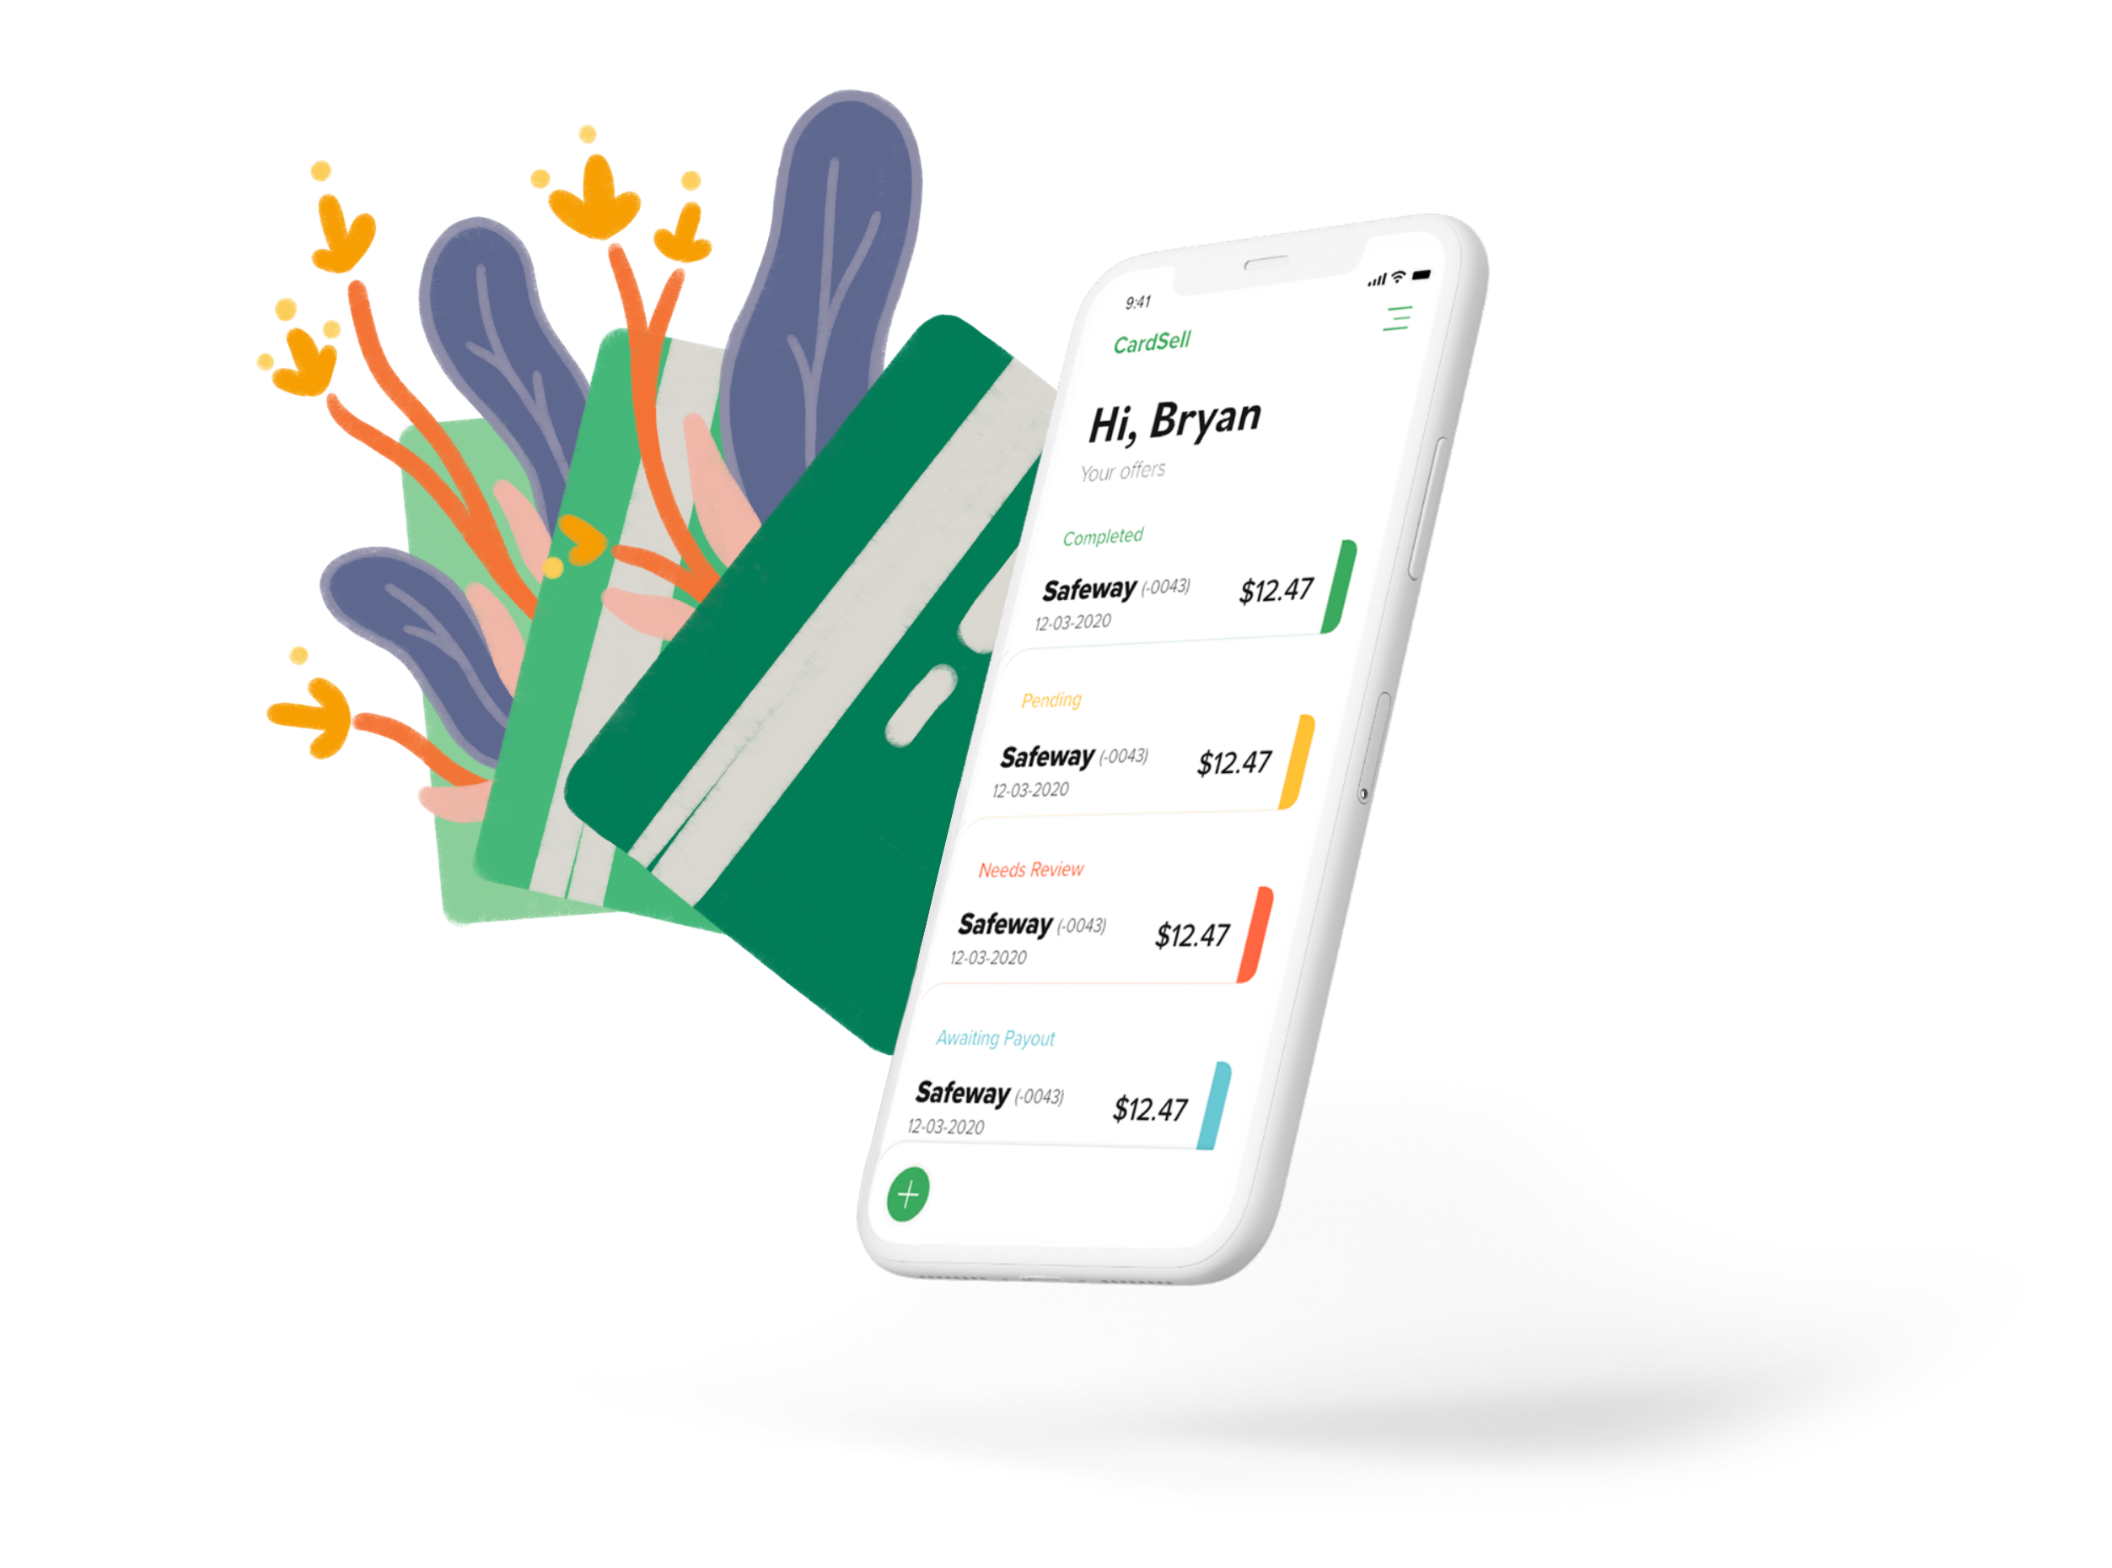 9:41
CardSell
Hi, Bryan
Your offers
Completed
Safeway (-0043) $12.47
12-03-2020
Pending
Safeway (-0043) $12.47
12-03-2020
Needs Review
Safeway (-0043) $12.47
12-03-2020
Awaiting Payout
Safeway (-0043) $12.47
12-03-2020